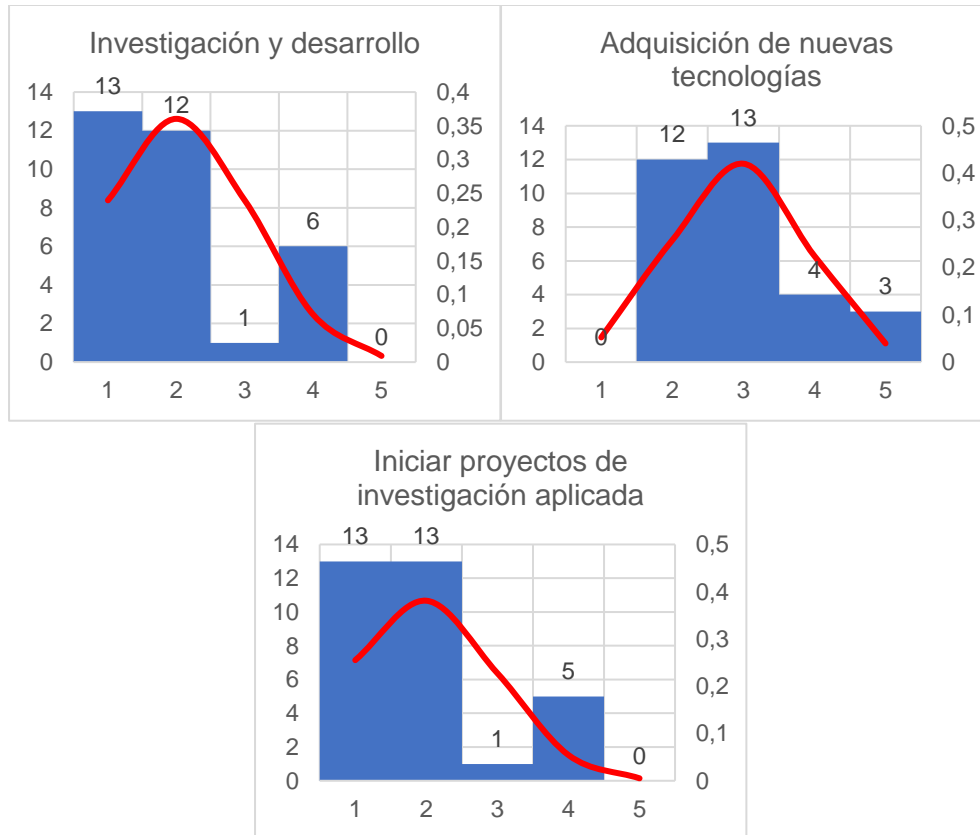 Investigación y desarrollo
14 13 0,4
12 12 0,35
10 0,3
8 0,25
6 6 0,2
0,15
4 0,1
2 1 0,05
0 0 0
1 2 3 4 5
Adquisición de nuevas
tecnologías
14 12 13 0,5
12 0,4
10
8 0,3
6 0,2
4 4 3
2 0,1
0 0 0
1 2 3 4 5
Iniciar proyectos de
investigación aplicada
14 13 13 0,5
12 0,4
10
8 0,3
6 5 0,2
4
2 1 0 0,1
0 0
1 2 3 4 5